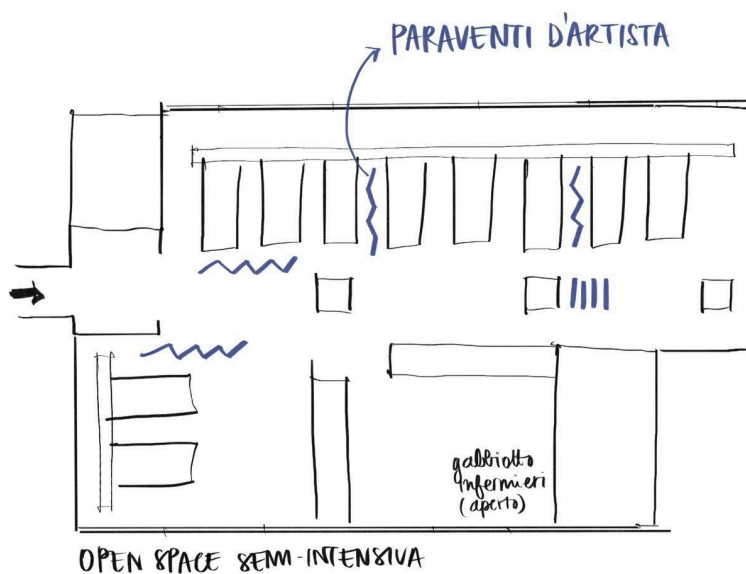 PARAVENTI D'ARTISTA
gabbiotto
infermieri
(aperto)
OPEN SPACE SEMI-INTENSIVA